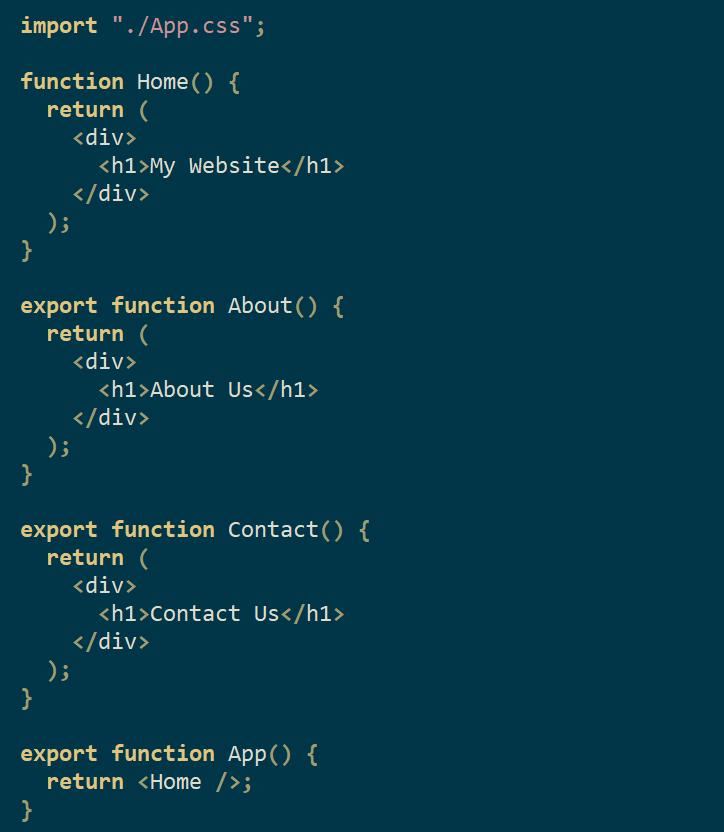 import "./App.css";

function Home() {
  return (
    <div>
      <h1>My Website</h1>
    </div>
  );
}

export function About() {
  return (
    <div>
      <h1>About Us</h1>
    </div>
  );
}

export function Contact() {
  return (
    <div>
      <h1>Contact Us</h1>
    </div>
  );
}

export function App() {
  return <Home />;
}